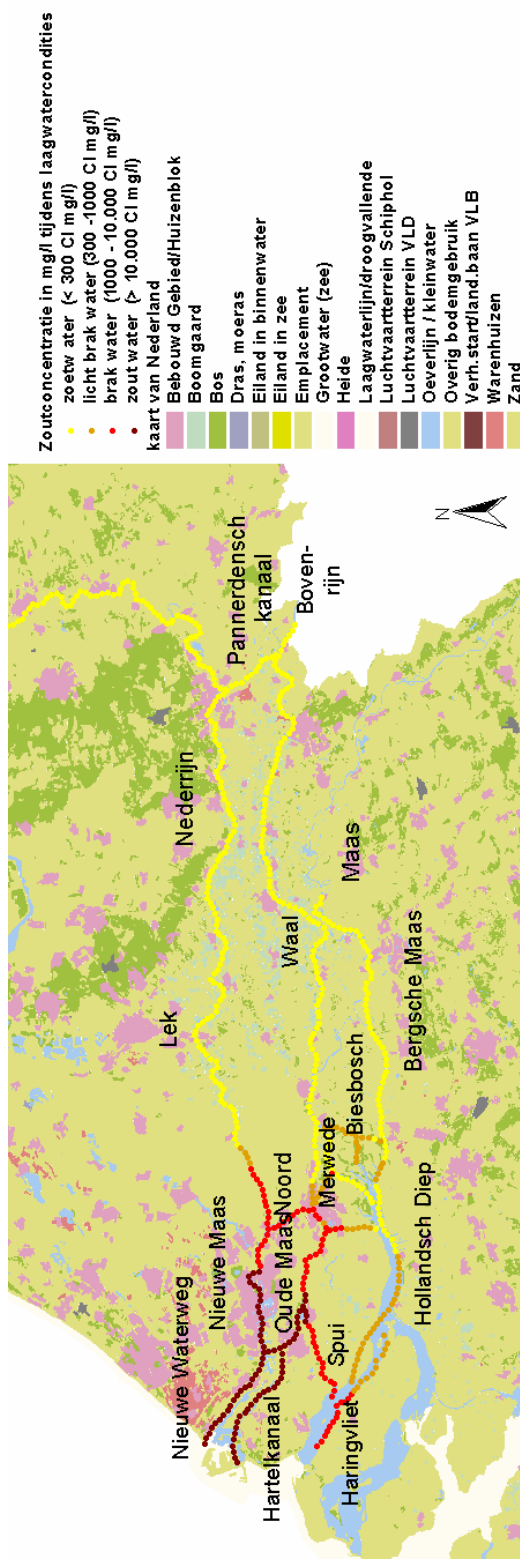 Zoutconcentratie in mg/l tijdens laagwatercondities
zoetwater (< 300 Cl mg/l)
licht brak water (300 -1000 Cl mg/l)
brak water (1000 - 10.000 Cl mg/l)
zout water (> 10.000 Cl mg/l)
kaart van Nederland
Bebouwd Gebied/Huizenblok
Boomgaard
Bos
Dras, moeras
Eiland in binnenwater
Eiland in zee
Emplacement
Grootwater (zee)
Heide
Laagwaterlijn/droogvallende
Luchtvaartterrein Schiphol
Luchtvaartterrein VLD
Oeverlijn / kleinwater
Overig bodemgebruik
Verh.start/land.baan VLB
Warenhuizen
Zand
Nieuwe Waterweg
Nieuwe Maas
Lek
Nederrijn
Pannerdensch
kanaal
Boven-
rijn
Hartelkanaal
Oude Maas
Noord
Merwede
Waal
Maas
Spui
Biesbosch
Haringvliet
Hollandsch Diep
Bergsche Maas
N